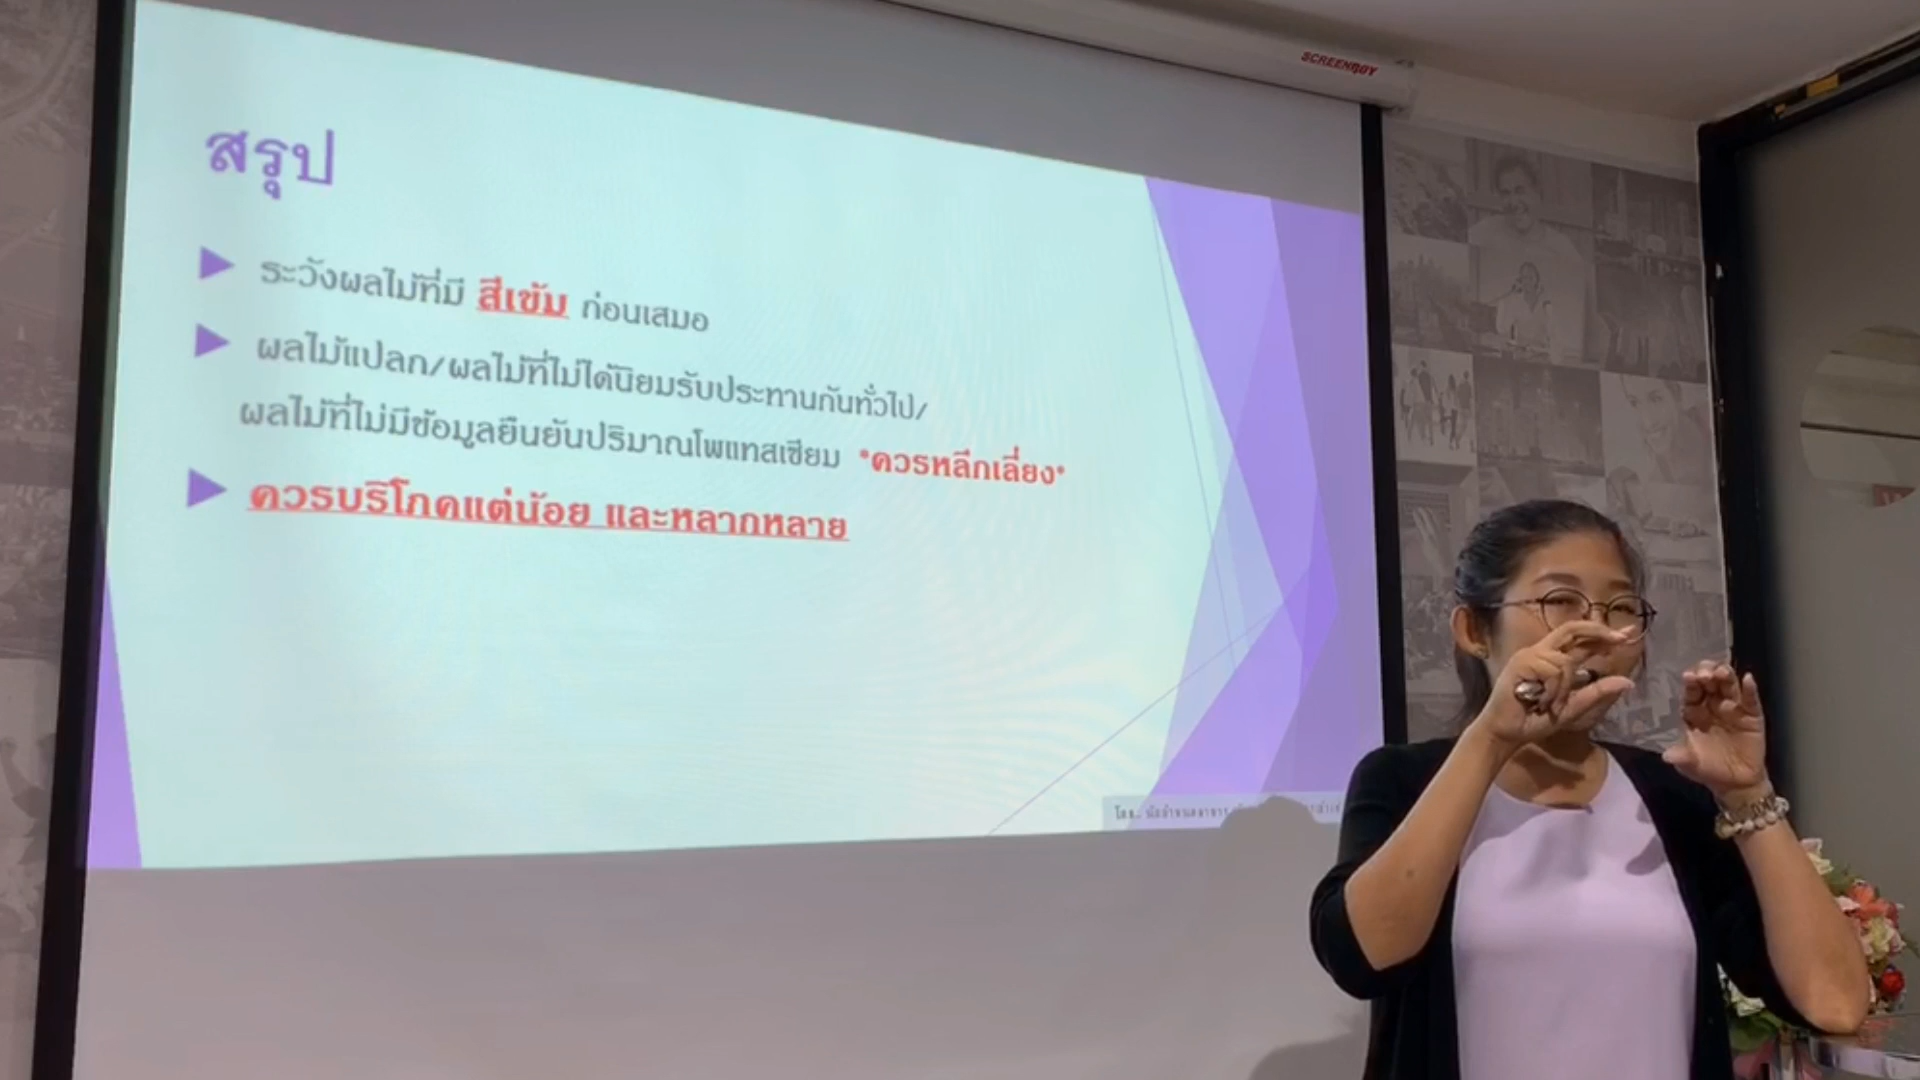 SCREENBOY
สรุป
ระวังผลไม้ที่มี สีเข้ม ก่อนเสมอ
ผลไม้แปลก/ผลไม้ที่ไม่ได้นิยมรับประทานกันทั่วไป/
ผลไม้ที่ไม่มีข้อมูลยืนยันปริมาณโพแทสเซียม *ควรหลีกเลี่ยง*
ควรบริโภคแต่น้อย และหลากหลาย